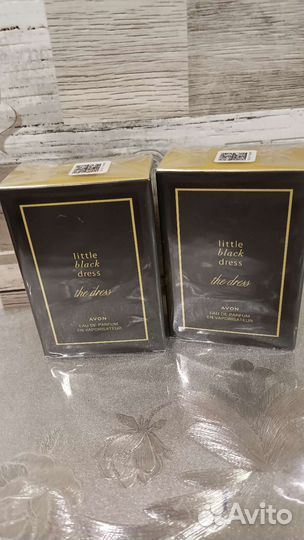 little
black
dress
the dress
AVON
EAU DE PARFUM
EN VAPORISATEUR
little
black
dress
the dress
AVON
EAU DE PARFUM
EN VAPORISATEUR
Avito